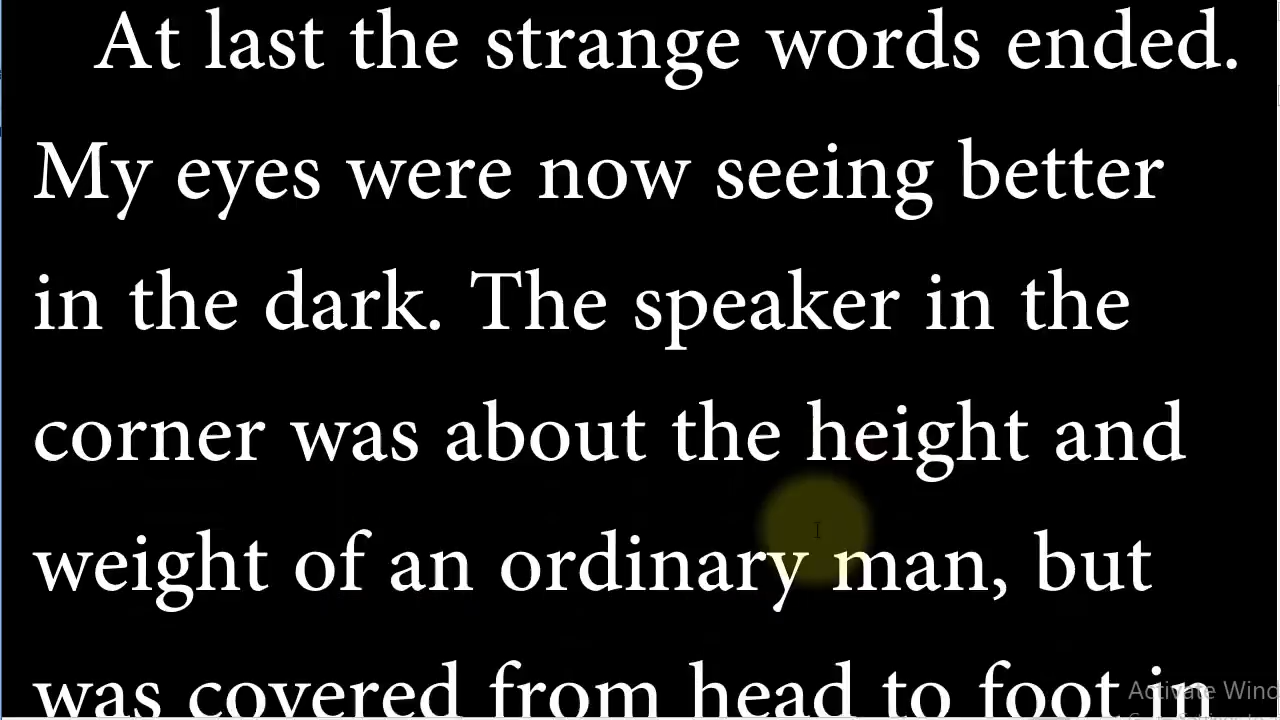 At last the strange words ended.
My eyes were now seeing better
in the dark. The speaker in the
corner was about the height and
weight of an ordinary man, but
was covered from head to foot in
Activate Wind